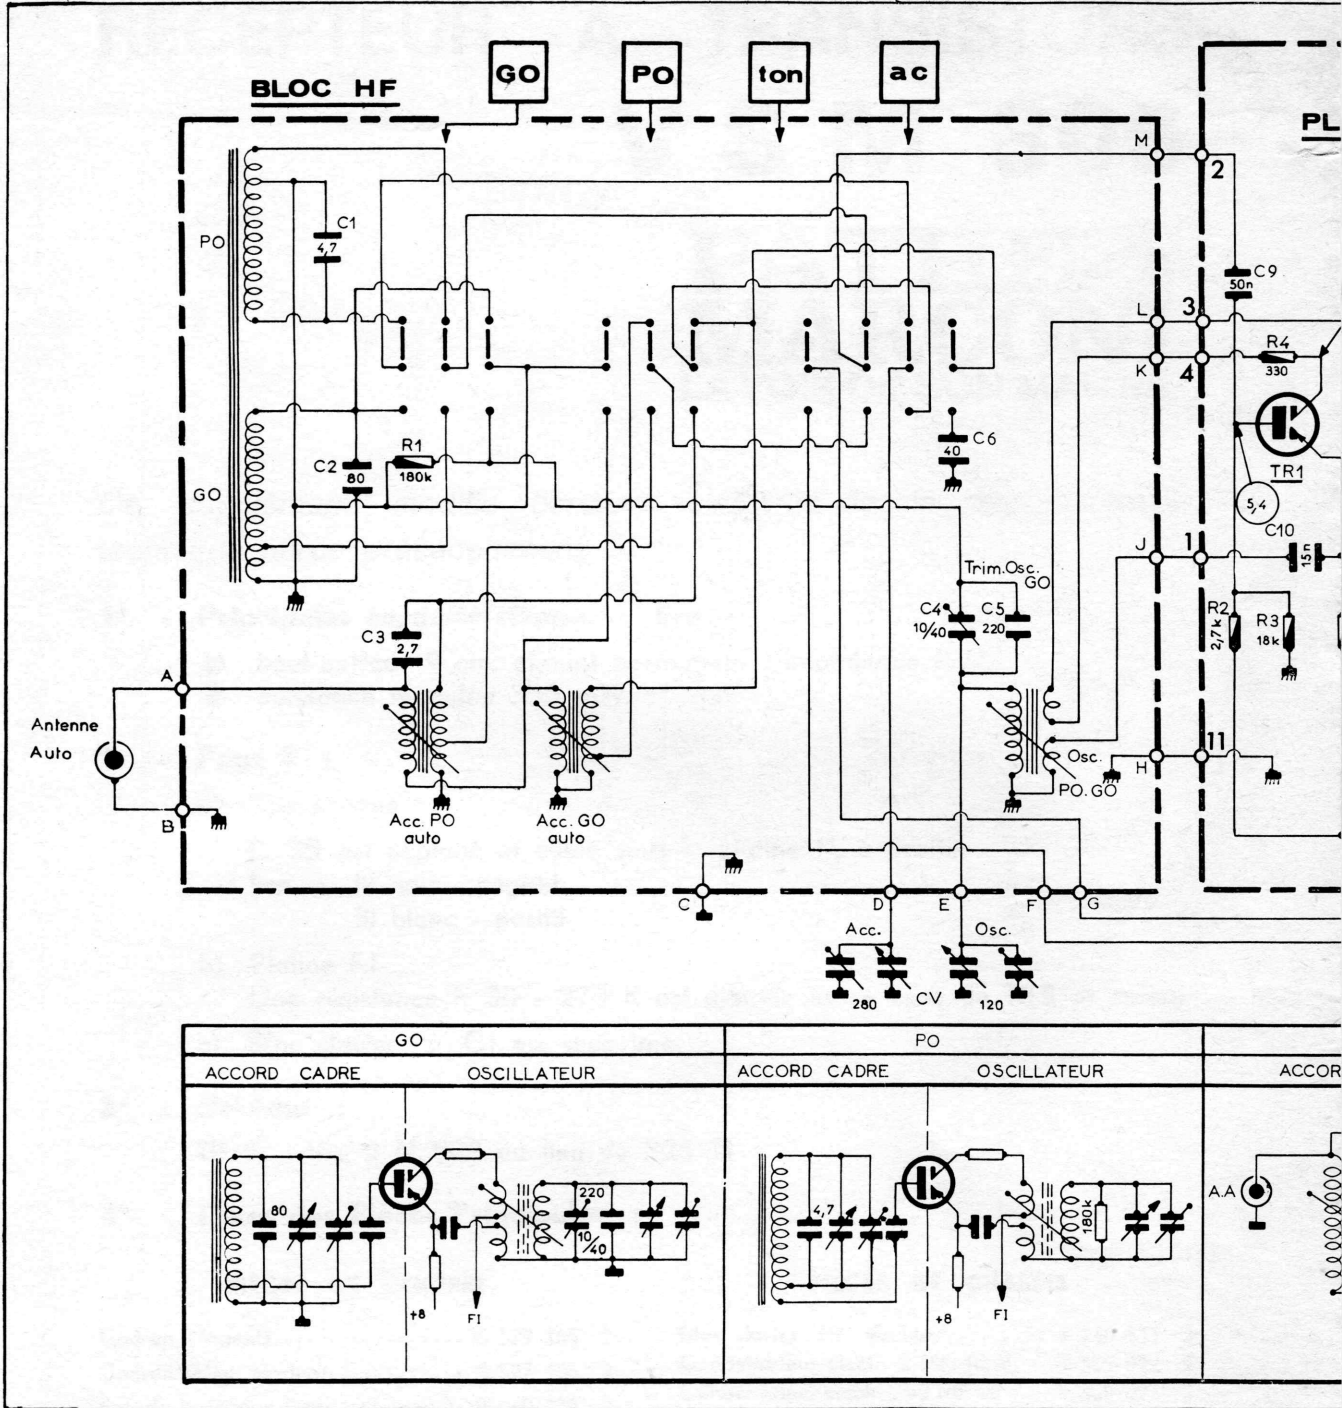 GO
PO
ton
ac
BLOC HF
PL
M
2
PO
C1
4,7
C9
50n
L
3
R4
330
K
4
TR1
5,4
C6
40
R1
180k
C2
80
GO
C10
15n
J
1
Trim.Osc.
GO
C4
10/40
C5
220
R2
2,7k
R3
18k
C3
2,7
A
Antenne
Auto
B
Acc. PO
auto
Acc. GO
auto
Osc.
PO.GO
H
11
C
D
E
F
G
Acc.
Osc.
280
CV
120
GO
PO
ACCORD CADRE
OSCILLATEUR
ACCORD CADRE
OSCILLATEUR
ACCOR
80
220
10/40
+8
FI
4,7
180k
+8
FI
A.A